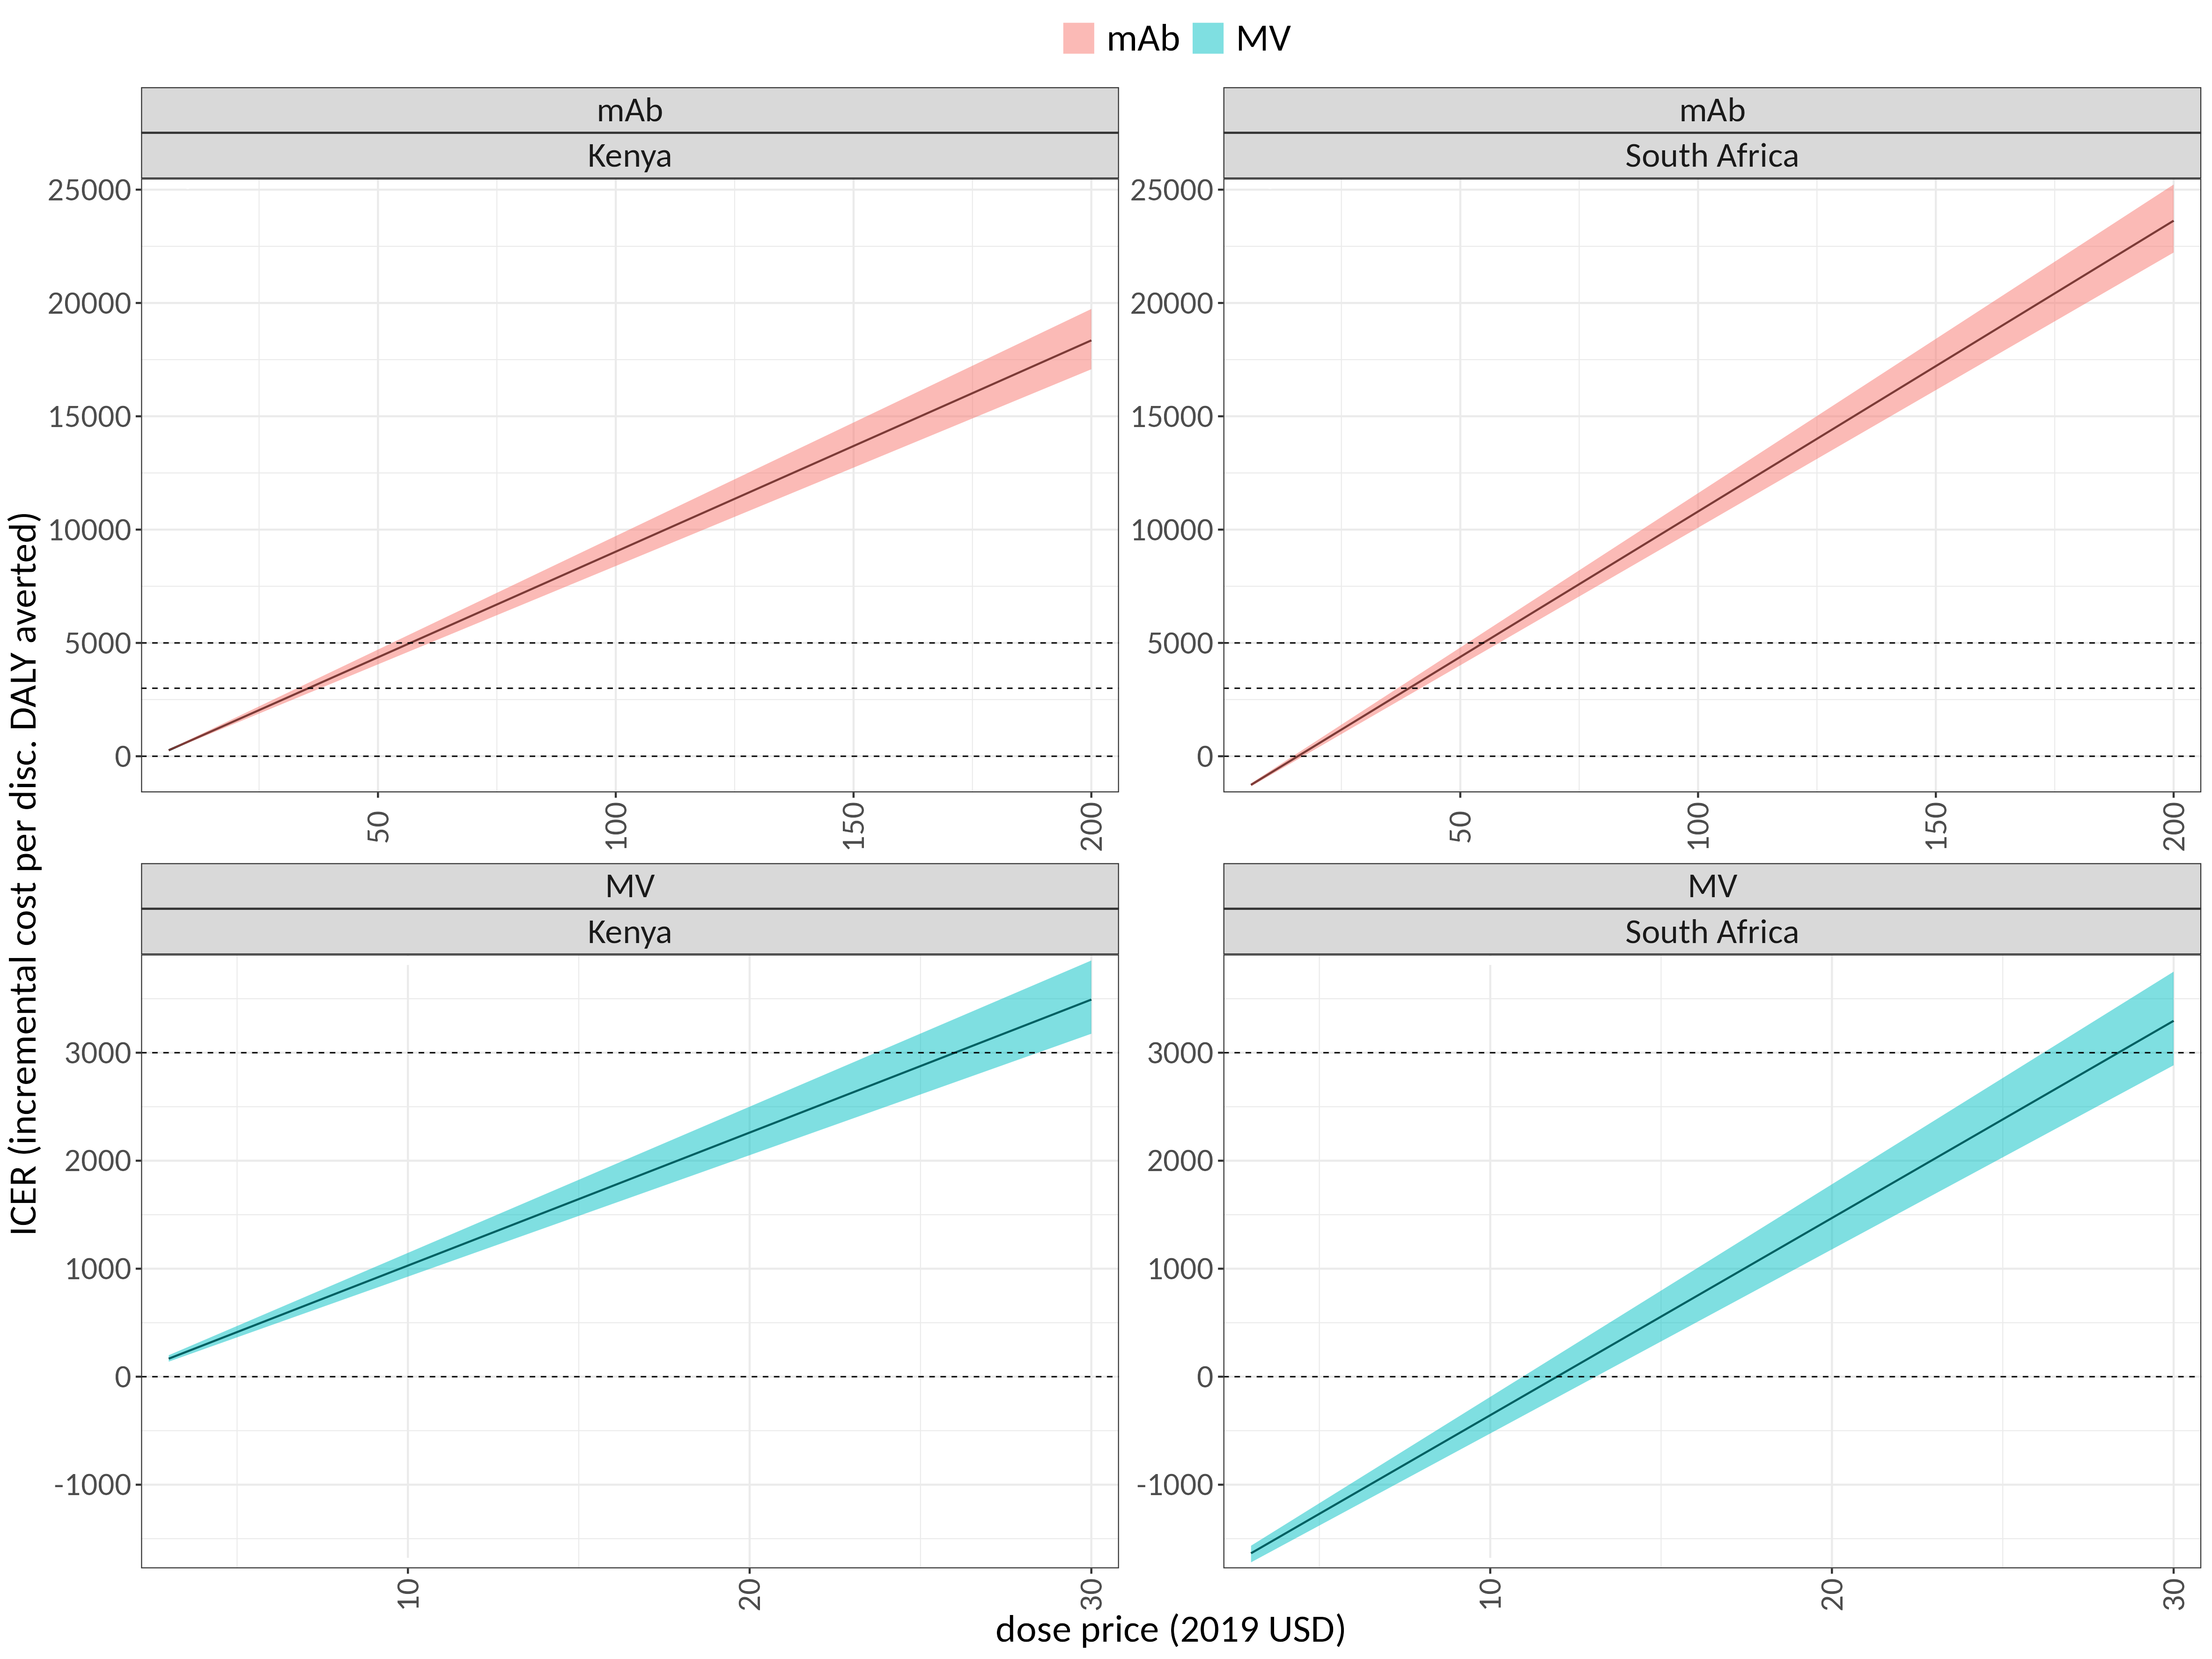 mAb MV
mAb mAb
Kenya South Africa
25000 25000
20000 20000
15000 15000
10000 10000
5000 5000
0 0
50 100 150 200 50 100 150 200
MV MV
Kenya South Africa
3000 3000
2000 2000
1000 1000
0 0
-1000 -1000
10 20 30 10 20 30
dose price (2019 USD)
ICER (incremental cost per disc. DALY averted)